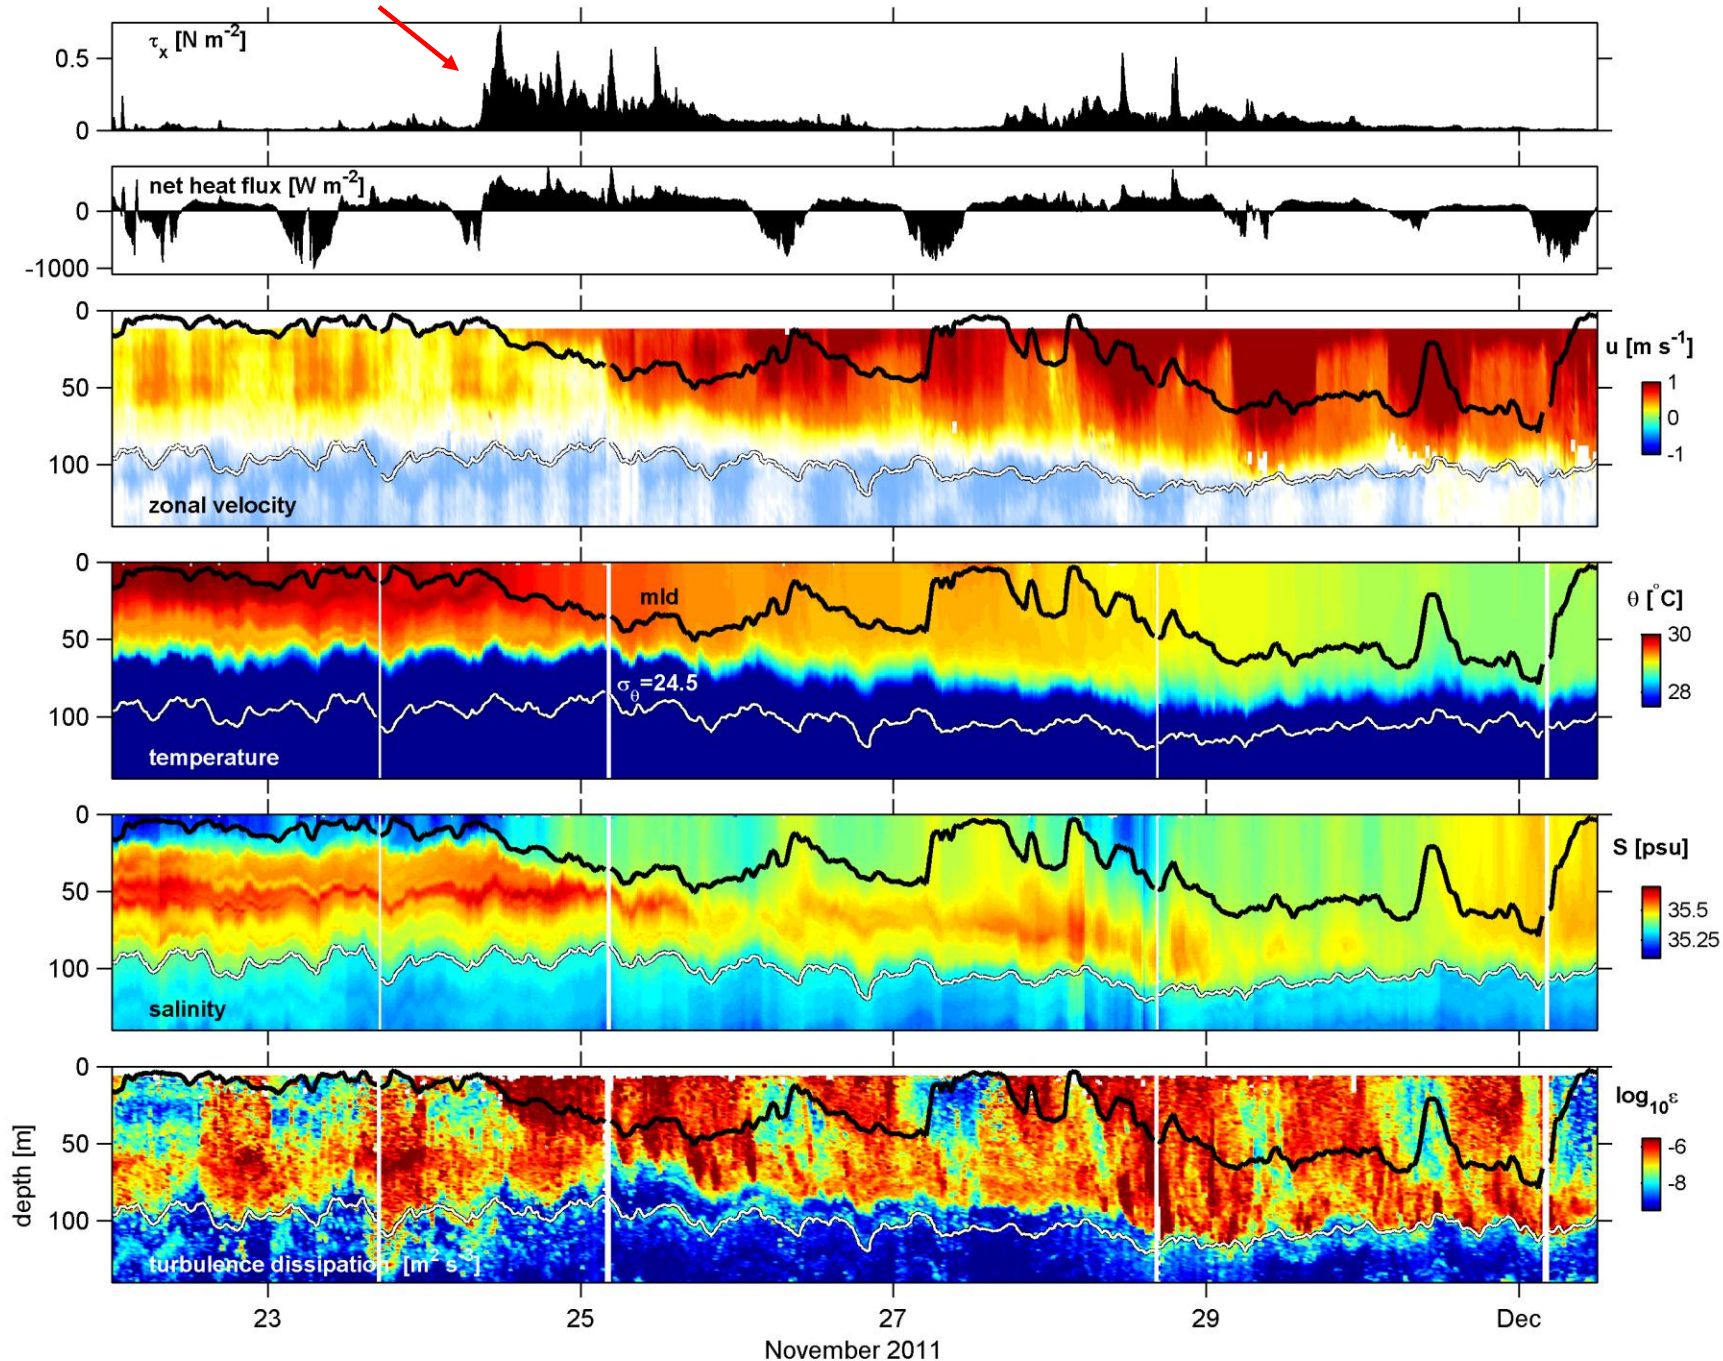 τx [N m-2]
0.5
0
net heat flux [W m-2]
0
-1000
0
50
100
zonal velocity
u [m s-1]
1
0
-1
0
50
100
mld
σθ=24.5
temperature
θ [°C]
30
28
0
50
100
salinity
S [psu]
35.5
35.25
0
50
100
depth [m]
turbulence dissipation [m2 s-3]
log10ε
-6
-8
23
25
27
29
Dec
November 2011